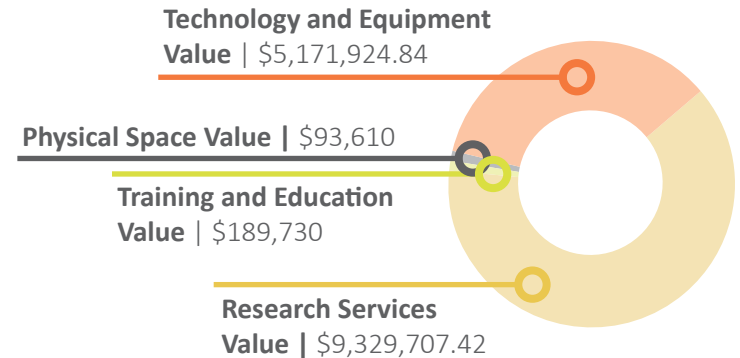 Technology and Equipment
Value | $5,171,924.84
Physical Space Value | $93,610
Training and Education
Value | $189,730
Research Services
Value | $9,329,707.42